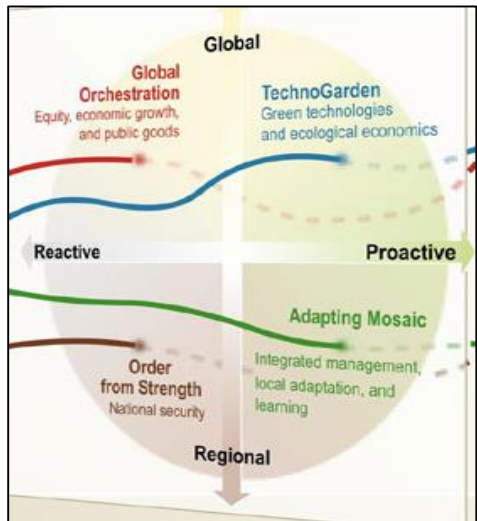 Global
Global
Orchestration
Equity, economic growth,
and public goods
TechnoGarden
Green technologies
and ecological economics
Reactive
Proactive
Adapting Mosaic
Integrated management,
local adaptation, and
learning
Order
from Strength
National security
Regional